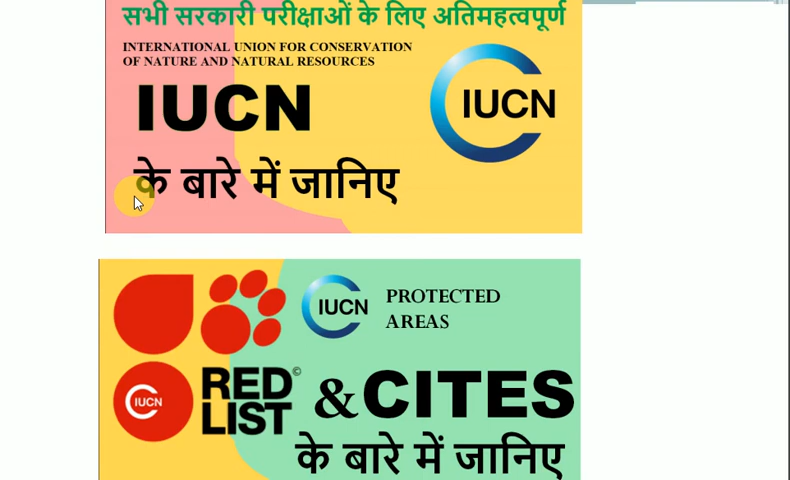 सभी सरकारी परीक्षाओं के लिए अतिमहत्वपूर्ण
INTERNATIONAL UNION FOR CONSERVATION
OF NATURE AND NATURAL RESOURCES
IUCN
IUCN
के बारे में जानिए
IUCN
PROTECTED
AREAS
IUCN
RED
LIST©
& CITES
के बारे में जानिए